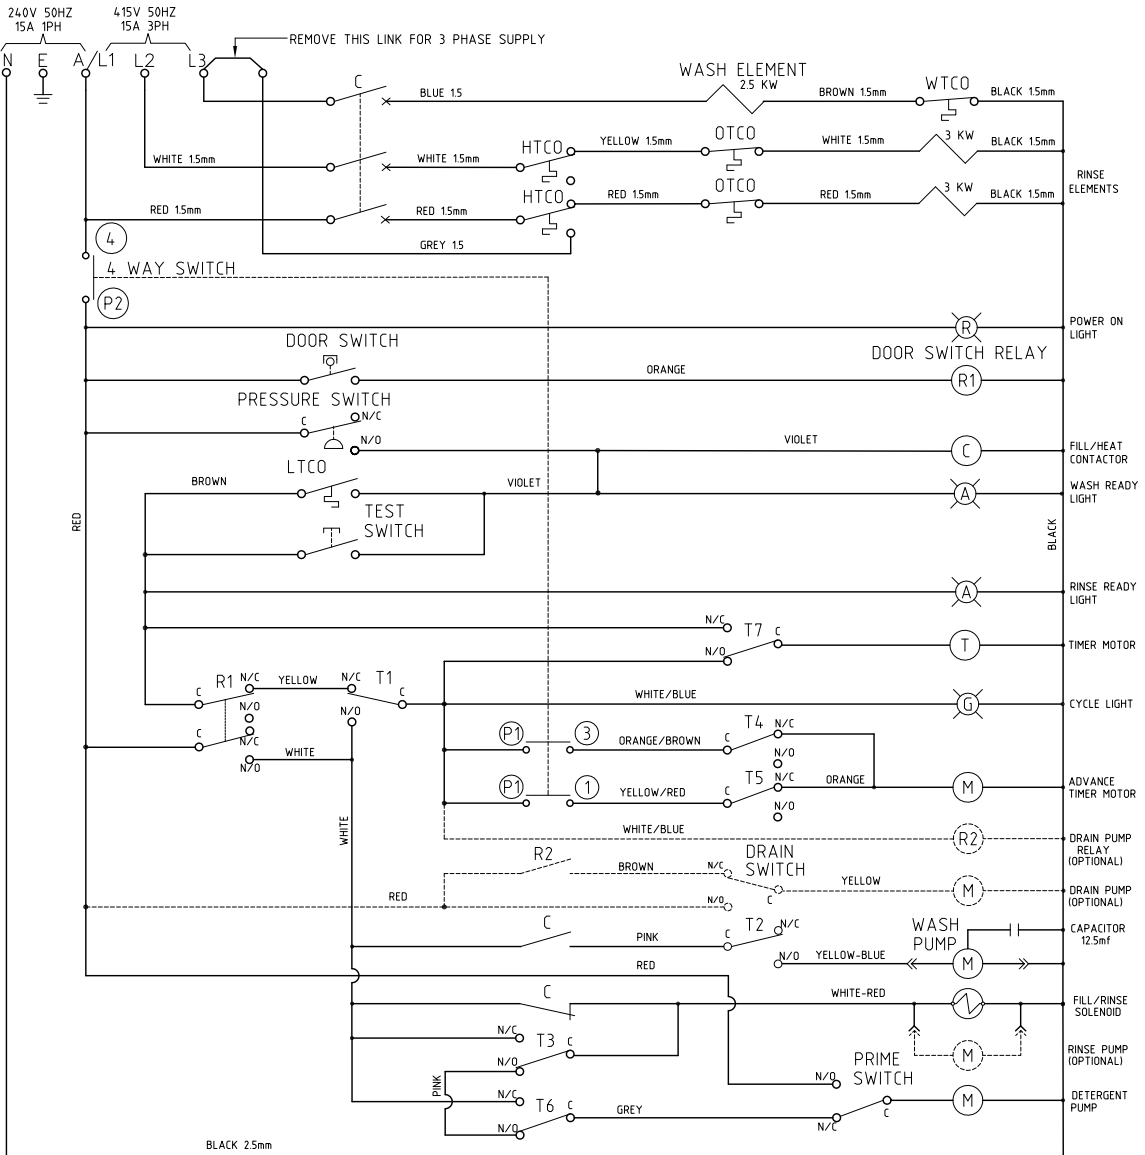 240V 50HZ
15A 1PH
415V 50HZ
15A 3PH
REMOVE THIS LINK FOR 3 PHASE SUPPLY
N E A L1 L2 L3
C
BLUE 1.5
WASH ELEMENT
2.5 KW
BROWN 1.5mm
WTCO
BLACK 1.5mm
WHITE 1.5mm
WHITE 1.5mm
HTCO
YELLOW 1.5mm
OTCO
WHITE 1.5mm
3 KW
BLACK 1.5mm
RINSE
ELEMENTS
RED 1.5mm
RED 1.5mm
HTCO
RED 1.5mm
OTCO
RED 1.5mm
3 KW
BLACK 1.5mm
GREY 1.5
4
4 WAY SWITCH
P2
R
POWER ON
LIGHT
DOOR SWITCH
ORANGE
DOOR SWITCH RELAY
R1
PRESSURE SWITCH
C
N/C
N/O
VIOLET
C
FILL/HEAT
CONTACTOR
LTCO
BROWN
VIOLET
A
WASH READY
LIGHT
RED
TEST
SWITCH
BLACK
A
RINSE READY
LIGHT
N/C
T7
C
N/O
T
TIMER MOTOR
R1
C
N/C
YELLOW
N/C
T1
C
N/O
N/O
WHITE/BLUE
G
CYCLE LIGHT
C
N/C
N/O
WHITE
P1
3
ORANGE/BROWN
C
T4
N/C
N/O
P1
1
YELLOW/RED
C
T5
N/C
N/O
ORANGE
M
ADVANCE
TIMER MOTOR
WHITE
WHITE/BLUE
R2
DRAIN PUMP
RELAY
(OPTIONAL)
R2
BROWN
N/C
DRAIN
SWITCH
C
YELLOW
M
DRAIN PUMP
(OPTIONAL)
RED
N/O
C
PINK
C
T2
N/C
N/O
YELLOW-BLUE
WASH
PUMP
M
CAPACITOR
12.5mf
RED
C
WHITE-RED
FILL/RINSE
SOLENOID
N/C
T3
C
N/O
M
RINSE PUMP
(OPTIONAL)
PINK
N/C
T6
C
N/O
GREY
N/O
PRIME
SWITCH
N/C
C
M
DETERGENT
PUMP
BLACK 2.5mm